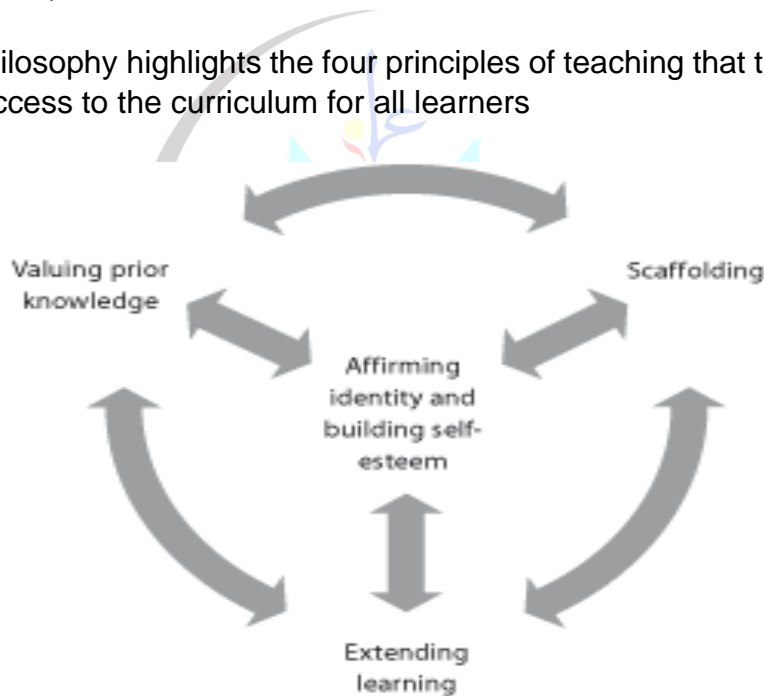 ilosophy highlights the four principles of teaching that t
ccess to the curriculum for all learners
Valuing prior
knowledge
Scaffolding
Affirming
identity and
building self-
esteem
Extending
learning